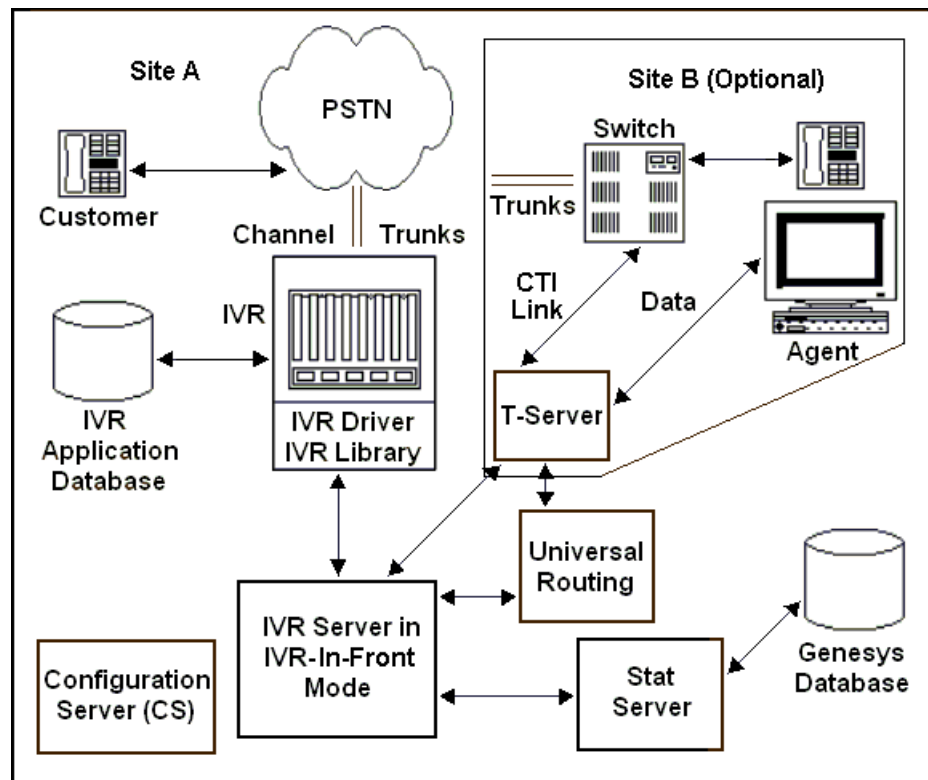 Site A
PSTN
Site B (Optional)
Switch
Customer
Channel
Trunks
Trunks
IVR
CTI
Link
Data
Agent
IVR
Application
Database
IVR Driver
IVR Library
T-Server
Universal
Routing
IVR Server in
IVR-In-Front
Mode
Configuration
Server (CS)
Stat
Server
Genesys
Database